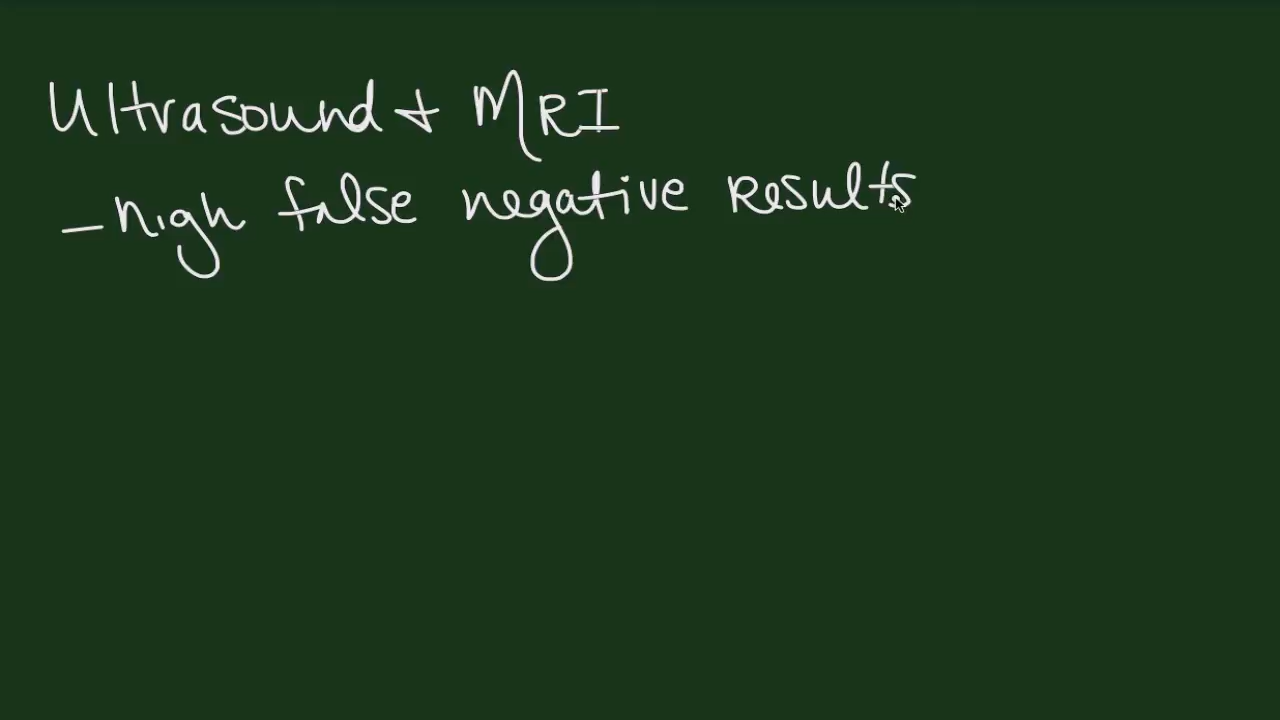 Ultrasound + MRI
- high false negative results